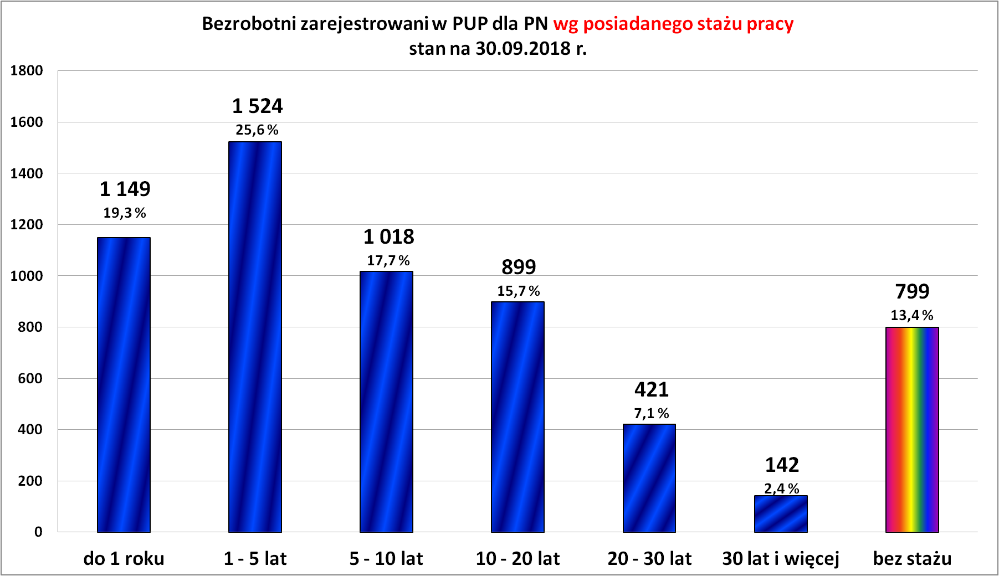 Bezrobotni zarejestrowani w PUP dla PN wg posiadanego stażu pracy
stan na 30.09.2018 r.
1800
1600
1400
1200
1000
800
600
400
200
0
1 149
19,3 %
1 524
25,6 %
1 018
17,7 %
899
15,7 %
421
7,1 %
142
2,4 %
799
13,4 %
do 1 roku
1 - 5 lat
5 - 10 lat
10 - 20 lat
20 - 30 lat
30 lat i więcej
bez stażu